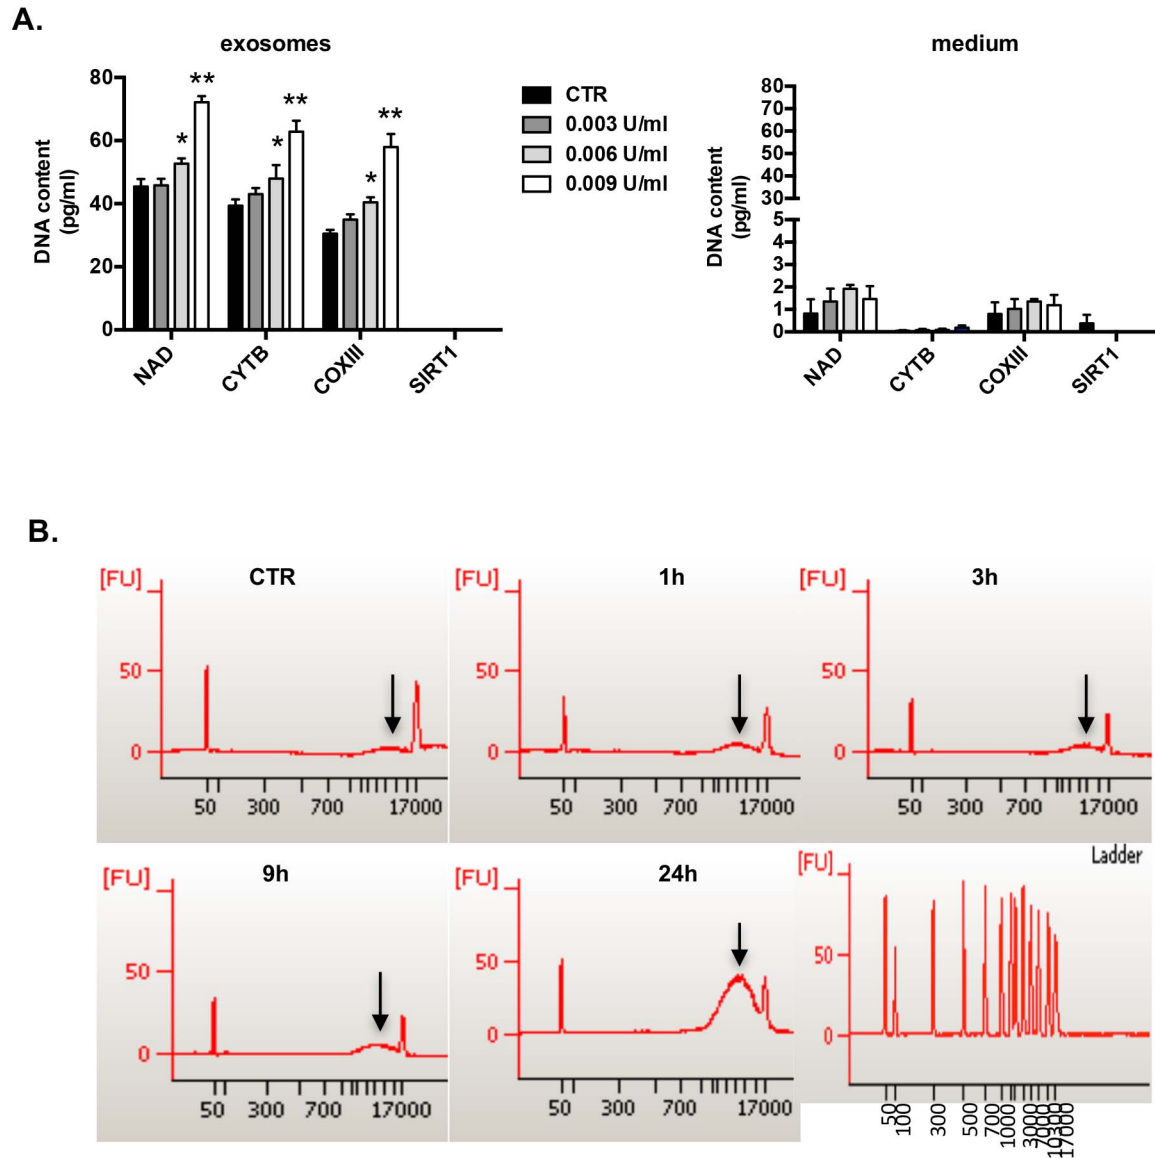 A.
exosomes
80
60
40
20
0
DNA content
(pg/ml)
** ** **
* * *
NAD CYTB COXIII SIRT1
CTR
0.003 U/ml
0.006 U/ml
0.009 U/ml
medium
80
70
60
50
40
30
5
4
3
2
1
0
DNA content
(pg/ml)
NAD CYTB COXIII SIRT1
B.
[FU] CTR
50
0
50 300 700 17000
[FU] 1h
50
0
50 300 700 17000
[FU] 3h
50
0
50 300 700 17000
[FU] 9h
50
0
50 300 700 17000
[FU] 24h
50
0
50 300 700 17000
[FU] Ladder
50
0
50 100 300 500 700 1000 3000 7000 10300 17000